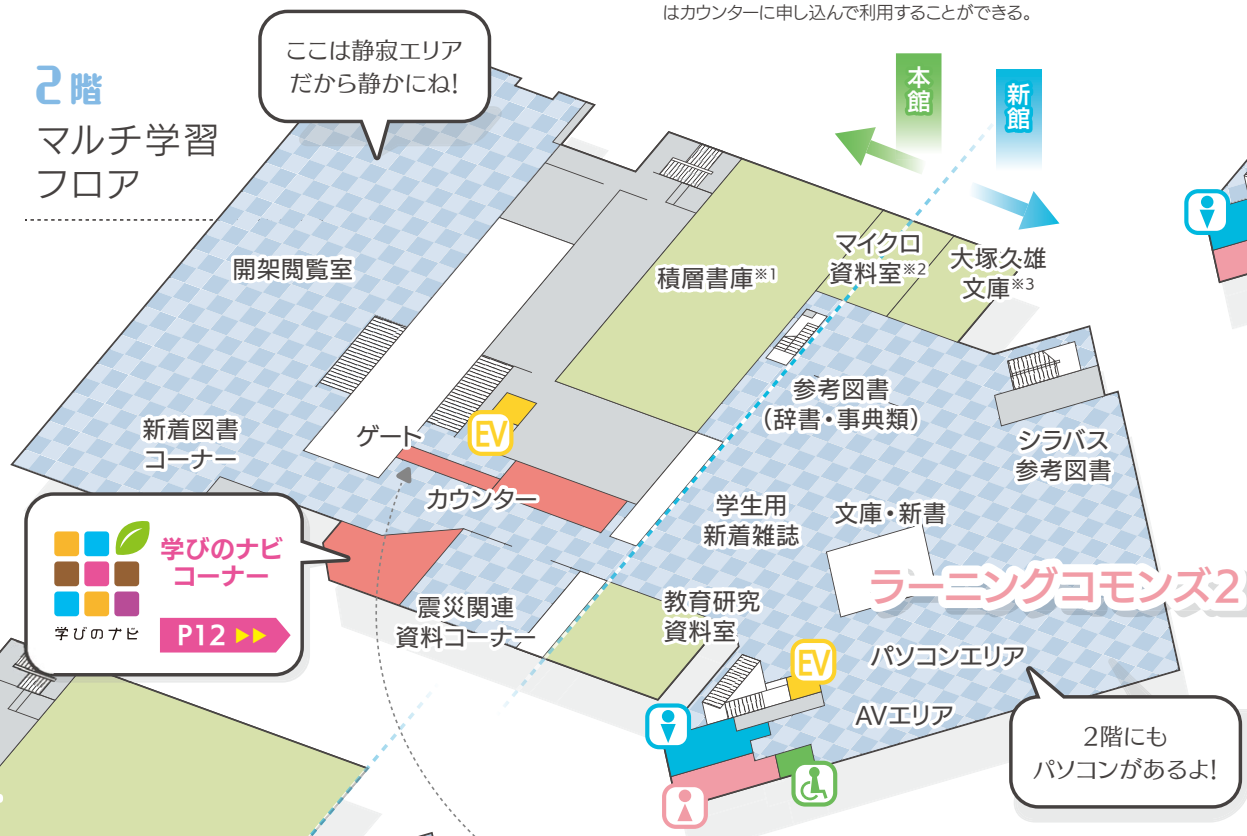 はカウンターに申し込んで利用することができる。
2階
マルチ学習
フロア
ここは静寂エリア
だから静かにね!
本館
新館
開架閲覧室
積層書庫※1
マイクロ
資料室※2
大塚久雄
文庫※3
新着図書
コーナー
ゲート
EV
カウンター
参考図書
（辞書・事典類）
シラバス
参考図書
学生用
新着雑誌
文庫・新書
ラーニングコモンズ2
学びのナビ
コーナー
学びのナビ
P12
震災関連
資料コーナー
教育研究
資料室
EV
パソコンエリア
AVエリア
2階にも
パソコンがあるよ!